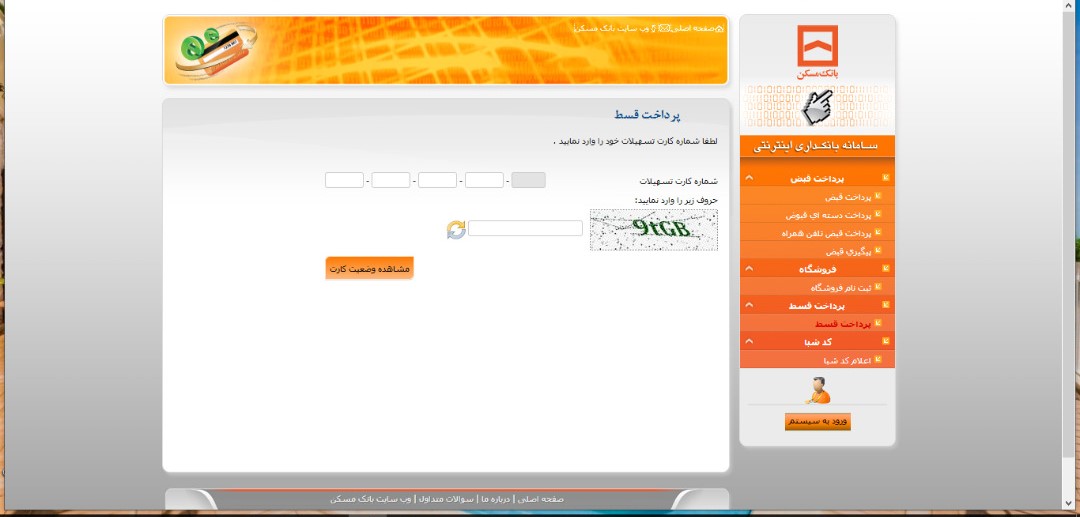 بانک مسکن
سامانه بانکداری اینترنتی
پرداخت قبض
پرداخت قبض
پرداخت دسته ای قبوض
پرداخت قبض تلفن همراه
پیگیری قبض
فروشگاه
ثبت نام فروشگاه
پرداخت قسط
پرداخت قسط
کد شبا
اعلام کد شبا
ورود به سیستم
صفحه اصلی | وب سایت بانک مسکن
پرداخت قسط
لطفا شماره کارت تسهیلات خود را وارد نمایید .
شماره کارت تسهیلات - - - -
حروف زیر را وارد نمایید:
9tGB
مشاهده وضعیت کارت
صفحه اصلی | درباره ما | سوالات متداول | وب سایت بانک مسکن